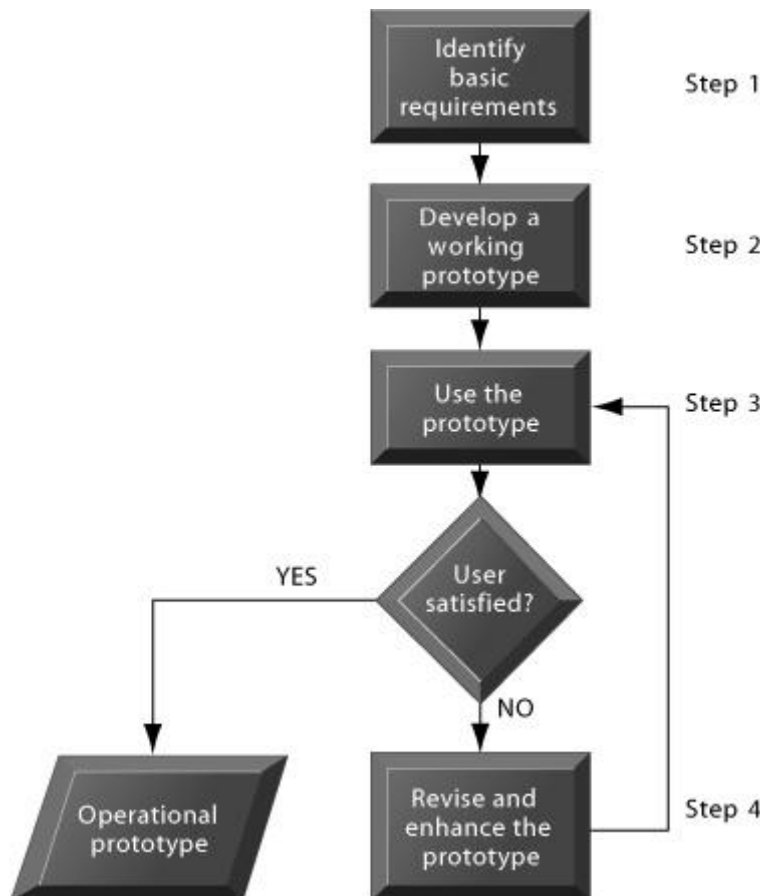 Identify
basic
requirements
Step 1
Develop a
working
prototype
Step 2
Use the
prototype
Step 3
User
satisfied?
YES
NO
Operational
prototype
Revise and
enhance the
prototype
Step 4